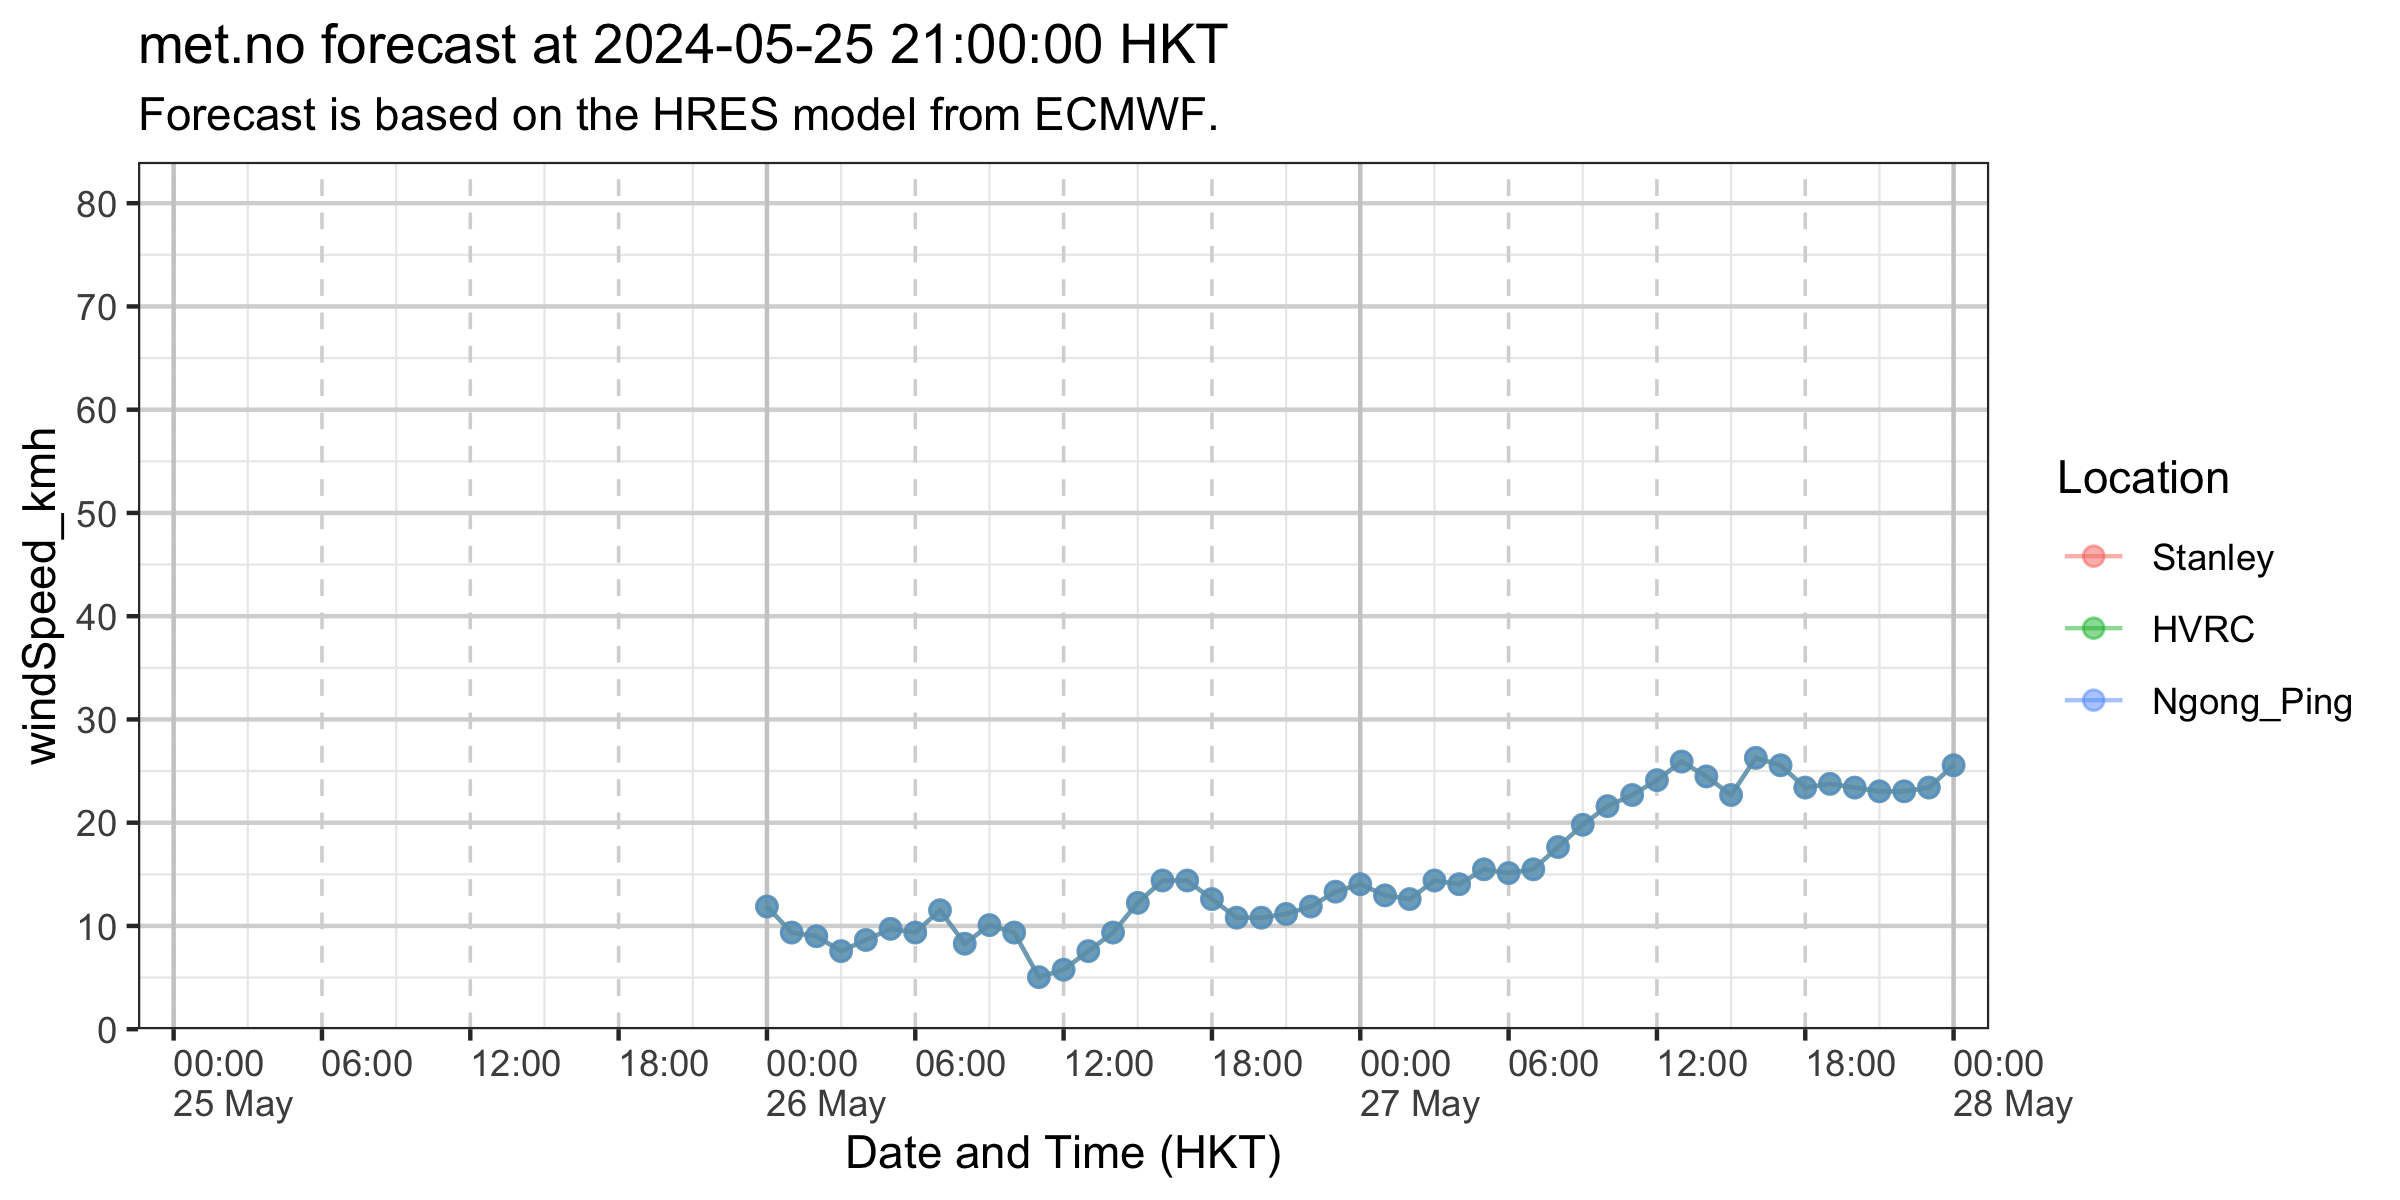 met.no forecast at 2024-05-25 21:00:00 HKT
Forecast is based on the HRES model from ECMWF.
windSpeed_kmh
80
70
60
50
40
30
20
10
0
00:00 06:00 12:00 18:00 00:00 06:00 12:00 18:00 00:00 06:00 12:00 18:00 00:00
25 May 26 May 27 May 28 May
Date and Time (HKT)
Location
Stanley
HVRC
Ngong_Ping